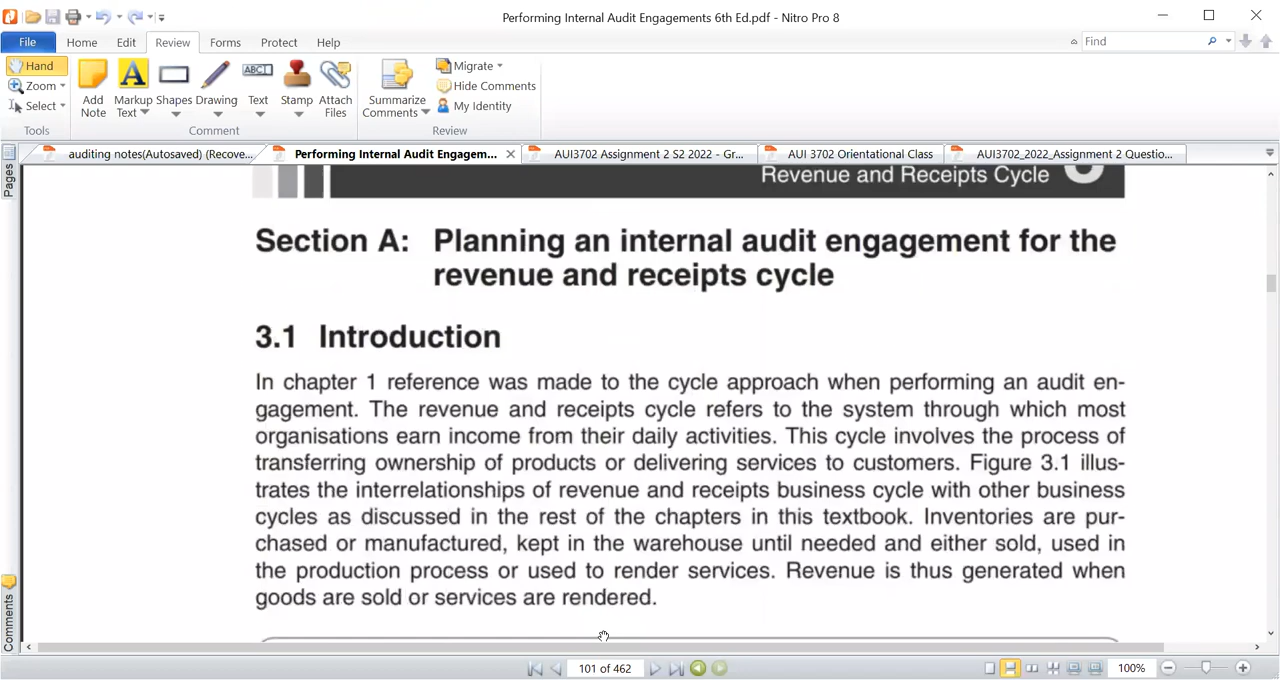 Performing Internal Audit Engagements 6th Ed.pdf - Nitro Pro 8
File Home Edit Review Forms Protect Help
Find
Hand
Zoom
Select
Tools
Add Note
Markup Text
Shapes
Drawing
ABC
Text
Stamp
Attach Files
Comment
Summarize Comments
Migrate
Hide Comments
My Identity
Review
auditing notes(Autosaved) (Recove...
Performing Internal Audit Engagem...
AUI3702 Assignment 2 S2 2022 - Gr...
AUI 3702 Orientational Class
AUI3702_2022_Assignment 2 Questio...
Pages
Revenue and Receipts Cycle
Section A: Planning an internal audit engagement for the
revenue and receipts cycle
3.1 Introduction
In chapter 1 reference was made to the cycle approach when performing an audit en-
gagement. The revenue and receipts cycle refers to the system through which most
organisations earn income from their daily activities. This cycle involves the process of
transferring ownership of products or delivering services to customers. Figure 3.1 illus-
trates the interrelationships of revenue and receipts business cycle with other business
cycles as discussed in the rest of the chapters in this textbook. Inventories are pur-
chased or manufactured, kept in the warehouse until needed and either sold, used in
the production process or used to render services. Revenue is thus generated when
goods are sold or services are rendered.
Comments
101 of 462
100%